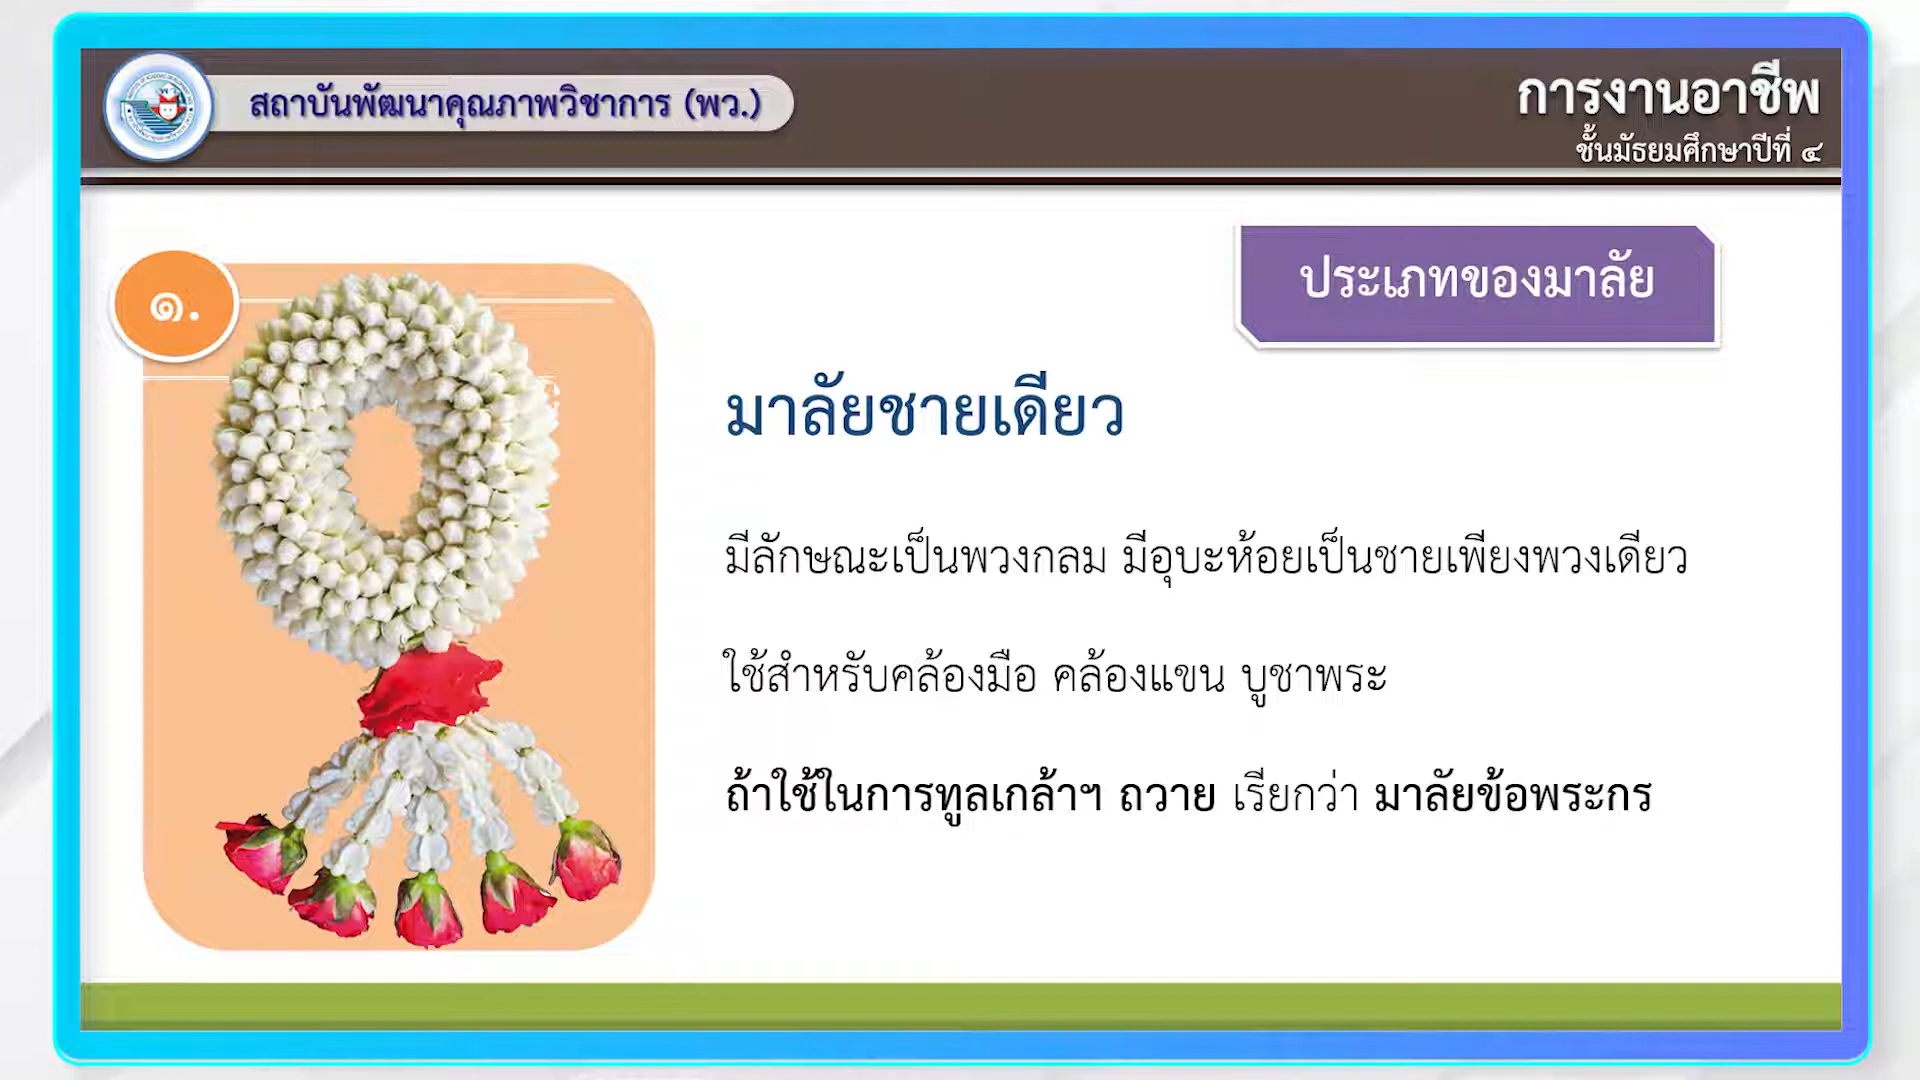 สถาบันพัฒนาคุณภาพวิชาการ (พว.)
การงานอาชีพ
ชั้นมัธยมศึกษาปีที่ ๔
ประเภทของมาลัย
๑.
มาลัยชายเดียว
มีลักษณะเป็นพวงกลม มีอุบะห้อยเป็นชายเพียงพวงเดียว
ใช้สำหรับคล้องมือ คล้องแขน บูชาพระ
ถ้าใช้ในการทูลเกล้าฯ ถวาย เรียกว่า มาลัยข้อพระกร